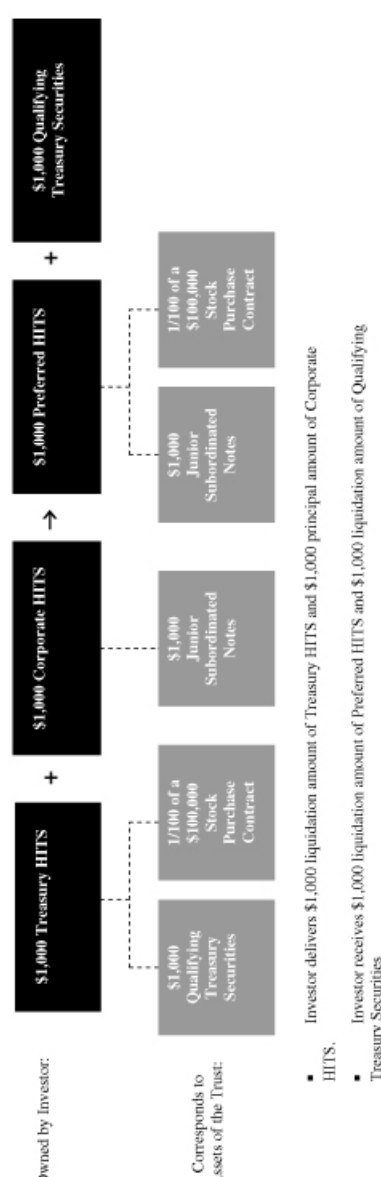 Owned by Investor:
$1,000 Treasury HITS
+
$1,000 Corporate HITS
→
$1,000 Preferred HITS
+
$1,000 Qualifying
Treasury Securities
Corresponds to
ssets of the Trust:
$1,000
Qualifying
Treasury
Securities
1/100 of a
$100,000
Stock
Purchase
Contract
$1,000
Junior
Subordinated
Notes
$1,000
Junior
Subordinated
Notes
1/100 of a
$100,000
Stock
Purchase
Contract
▪ Investor delivers $1,000 liquidation amount of Treasury HITS and $1,000 principal amount of Corporate
HITS.
▪ Investor receives $1,000 liquidation amount of Preferred HITS and $1,000 liquidation amount of Qualifying
Treasury Securities